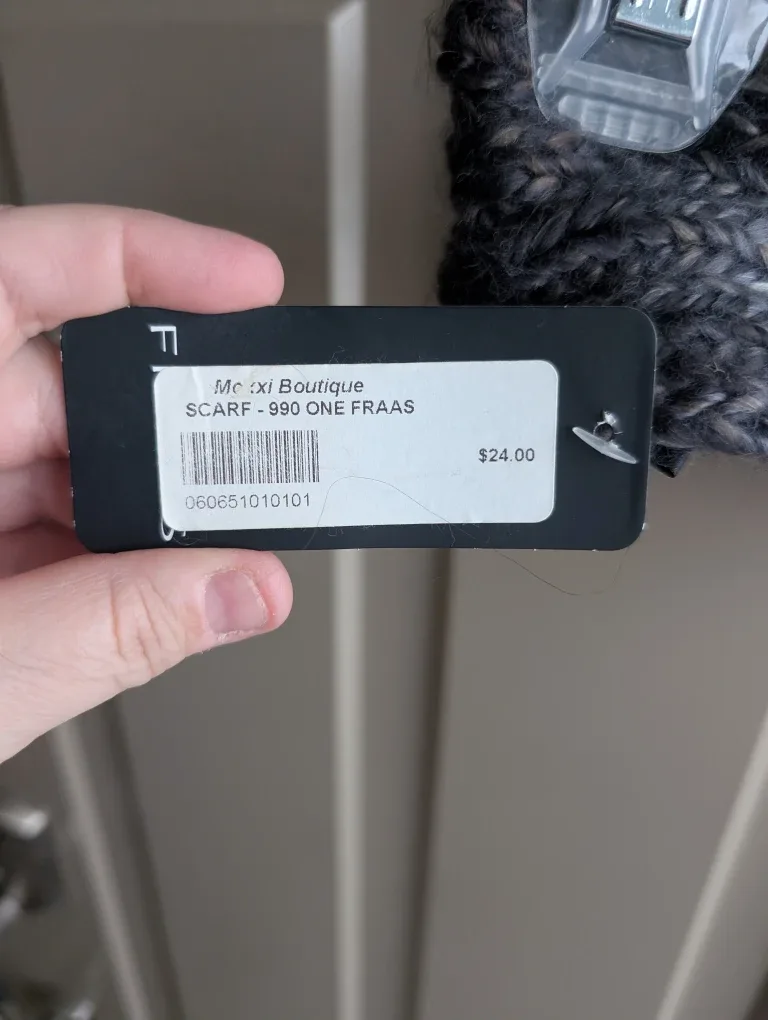 Boutique
SCARF - 990 ONE FRAAS
$24.00
060651010101